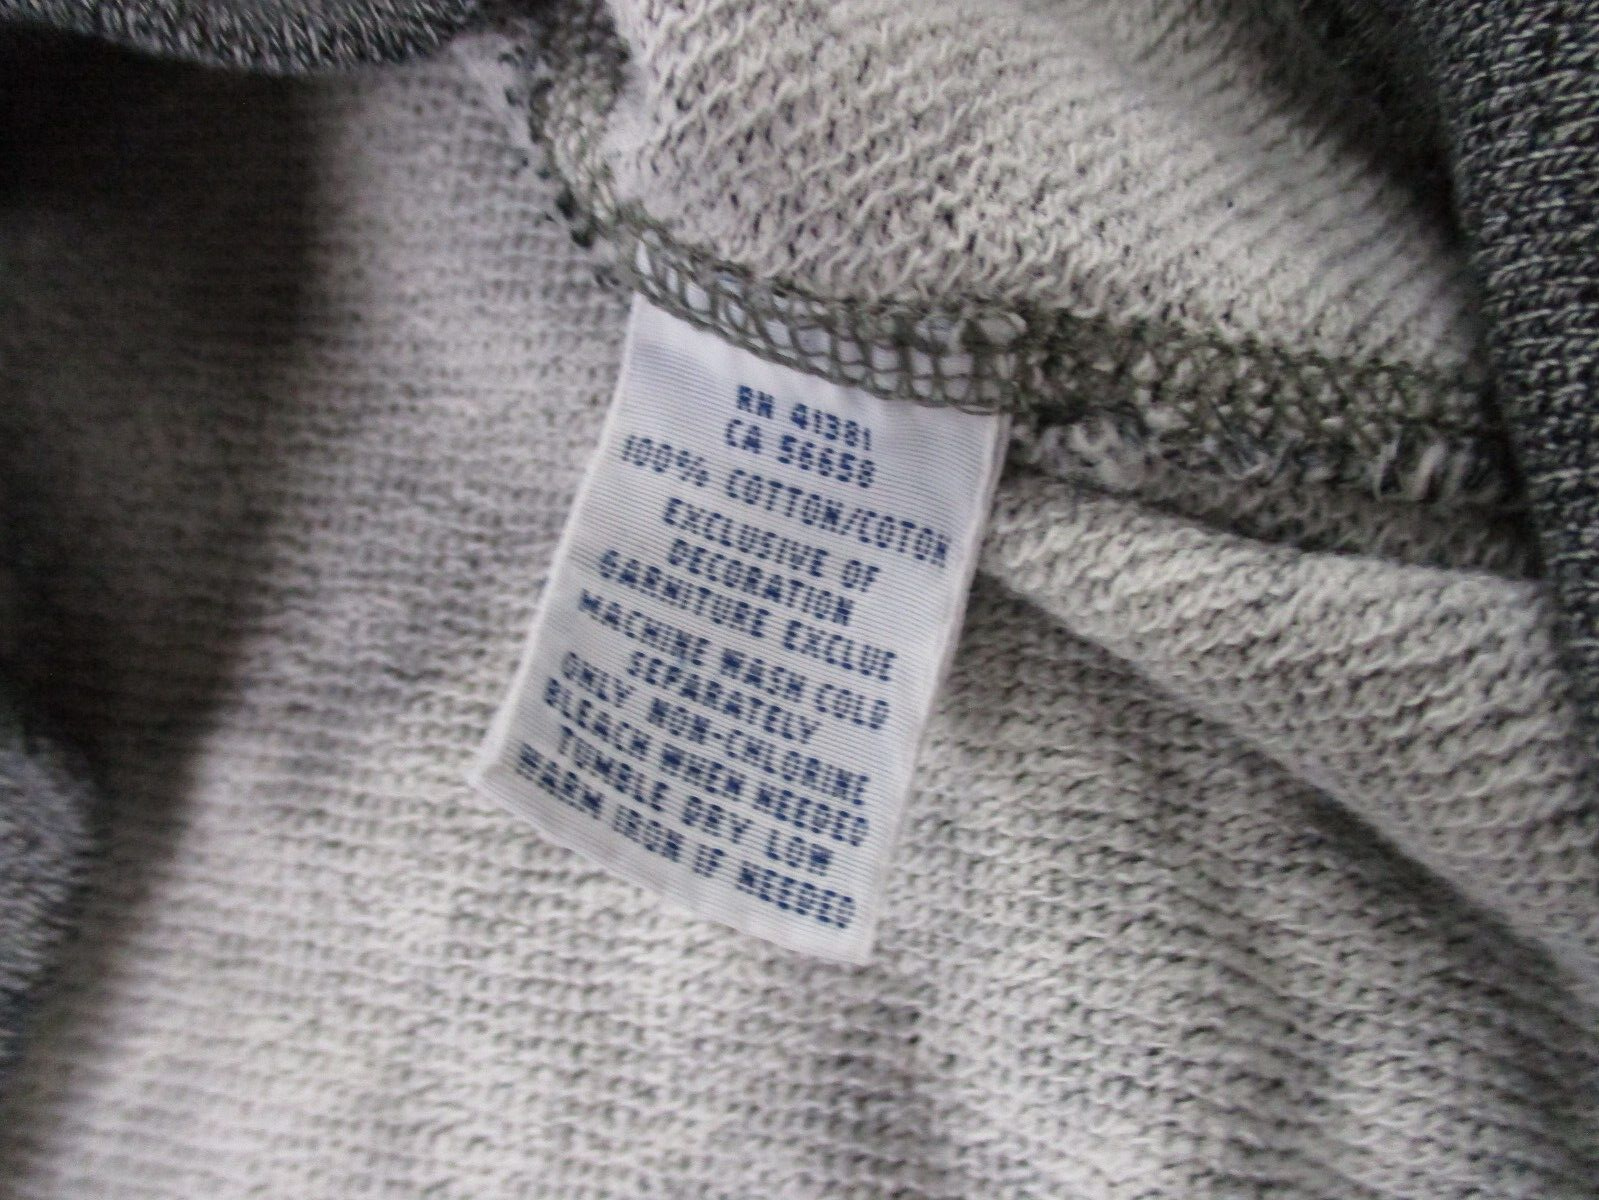 RN 41381
CA 56658
100% COTTON/COTON
EXCLUSIVE OF
DECORATION
GARNITURE EXCLUE
MACHINE WASH COLD
SEPARATELY
ONLY NON-CHLORINE
BLEACH WHEN NEEDED
TUMBLE DRY LOW
WARM IRON IF NEEDED